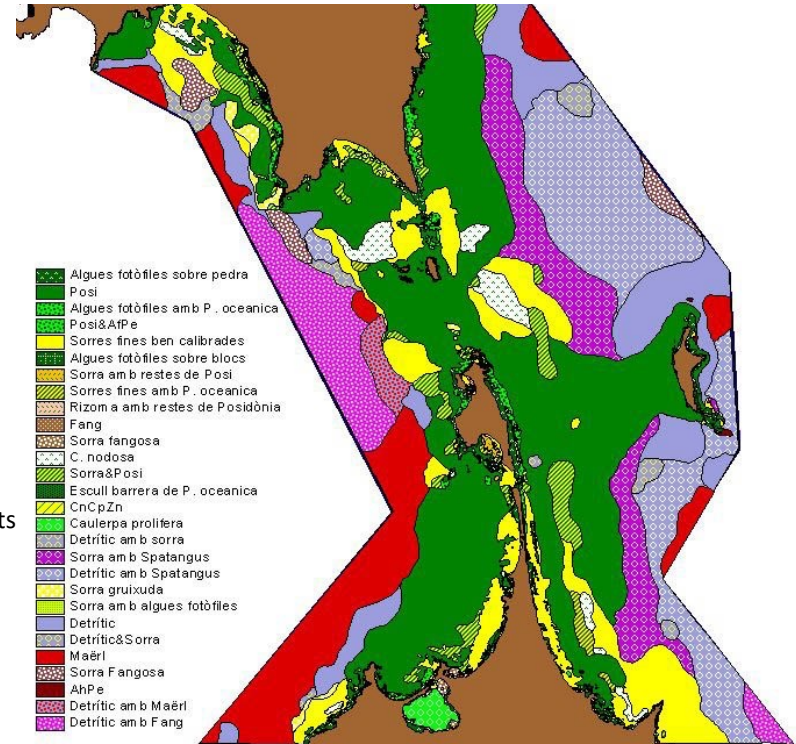 Algues fotòfiles sobre pedra
Posi
Algues fotòfiles amb P. oceanica
Posi&AfPe
Sorres fines ben calibrades
Algues fotòfiles sobre blocs
Sorra amb restes de Posi
Sorres fines amb P. oceanica
Rizoma amb restes de Posidònia
Fang
Sorra fangosa
C. nodosa
Sorra&Posi
Escull barrera de P. oceanica
CnCpZn
Caulerpa prolifera
ts
Detrític amb sorra
Sorra amb Spatangus
Detrític amb Spatangus
Sorra gruixuda
Sorra amb algues fotòfiles
Detrític
Detrític&Sorra
Maërl
Sorra Fangosa
AhPe
Detrític amb Maërl
Detrític amb Fang